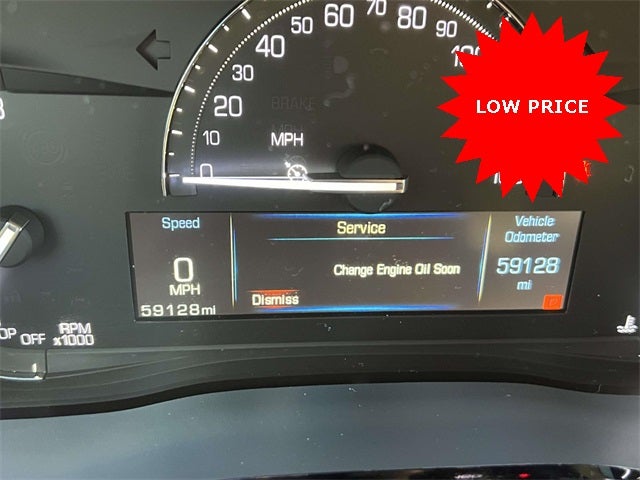 60
70
50
80
40
90
30
20
10
0
BRAKE
MPH
LOW PRICE
Speed
0
MPH
59128mi
Service
Change Engine Oil Soon
Dismiss
Vehicle
Odometer
59128
mi
OFF
RPM
x1000